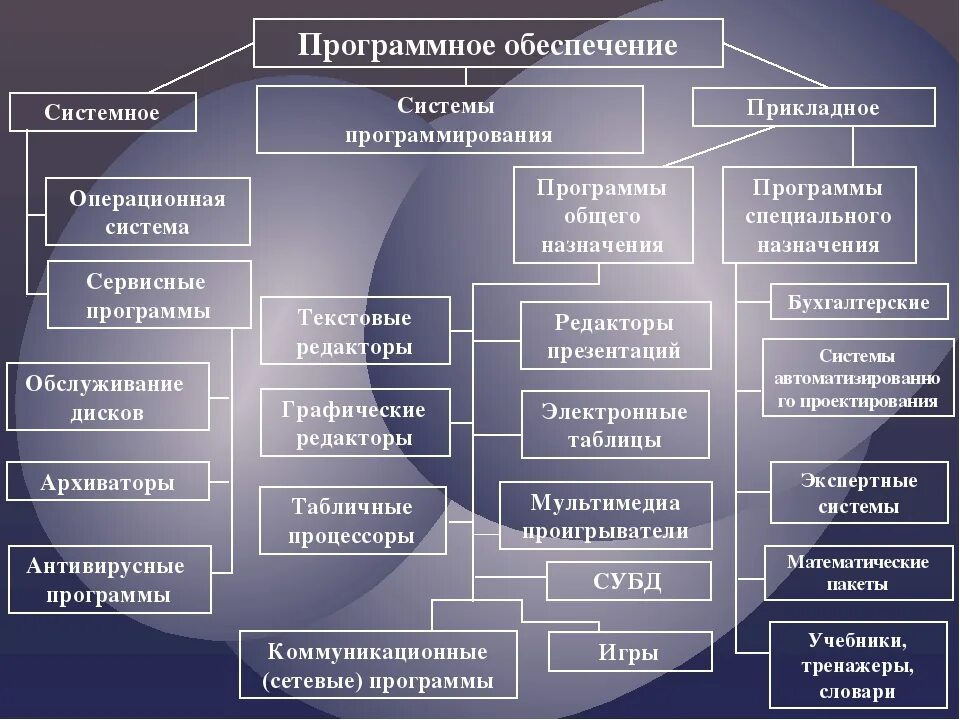 Программное обеспечение
Системное
Системы
программирования
Прикладное
Операционная
система
Сервисные
программы
Обслуживание
дисков
Архиваторы
Антивирусные
программы
Программы
общего
назначения
Текстовые
редакторы
Редакторы
презентаций
Графические
редакторы
Электронные
таблицы
Табличные
процессоры
Мультимедиа
проигрыватели
СУБД
Коммуникационные
(сетевые) программы
Игры
Программы
специального
назначения
Бухгалтерские
Системы
автоматизированно
го проектирования
Экспертные
системы
Математические
пакеты
Учебники,
тренажеры,
словари